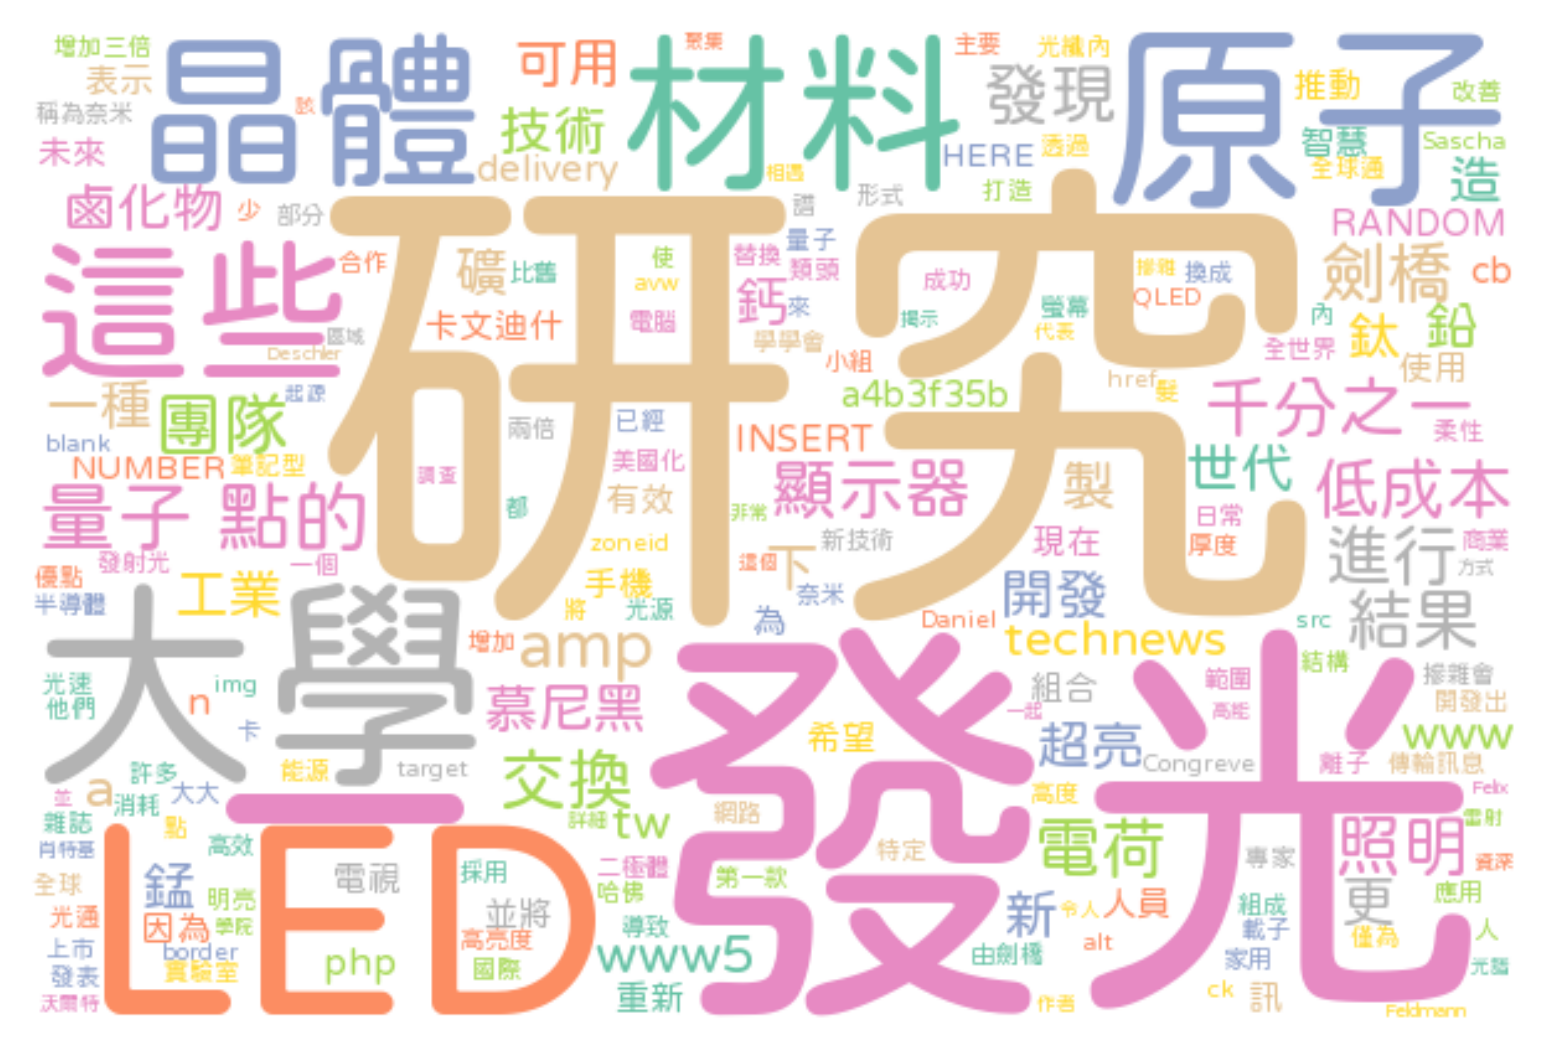 增加三倍
晶體
可用
材料
聚集
主要
光纖內
原子
表示
發現
推動
改善
稱為奈米
該
技術
智慧
Sascha
未來
delivery
相遇
HERE
透過
全球通
造
鹵化物
少
部分
研究
譜
形式
打造
RANDOM
這些
合作
礦
比舊
使
替換
量子
類頭
成功
摻雜
換成
劍橋
cb
avw
鈣
來
QLED
卡文迪什
電腦
揭示
螢幕
內
鈦
鉛
區域
Deschler
學學會
代表
小組
全世界
使用
一種
起源
a4b3f35b
href
髮
千分之一
團隊
兩倍
已經
柔性
blank
INSERT
NUMBER
筆記型
調查
美國化
顯示器
製
世代
低成本
量子
點的
都
有效
非常
日常
發射光
一個
zoneid
這個
下
新技術
現在
厚度
進行
商業
優點
工業
手機
奈米
開發
方式
半導體
將
光源
為
Daniel
src
結果
大學
增加
amp
technews
光速
img
慕尼黑
發光
組合
範圍
結構
摻雜會
他們
n
一起
高能
開發出
卡
希望
超亮
www
能源
target
交換
Congreve
離子
傳輸訊息
許多
並
a
消耗
大大
一
網路
高度
Felix
雜誌
點
詳細
tw
電荷
照明
雷射
肖特基
高效
LED
特定
專家
資深
全球
錳
電視
採用
二極體
第一款
更
應用
明亮
哈佛
光通
因為
學院
並將
導致
新
令人
人員
組成
載子
僅為
人
上市
border
高亮度
www5
由劍橋
alt
家用
發表
實驗室
php
國際
光譜
沃爾特
重新
作者
ck
訊
Feldmann